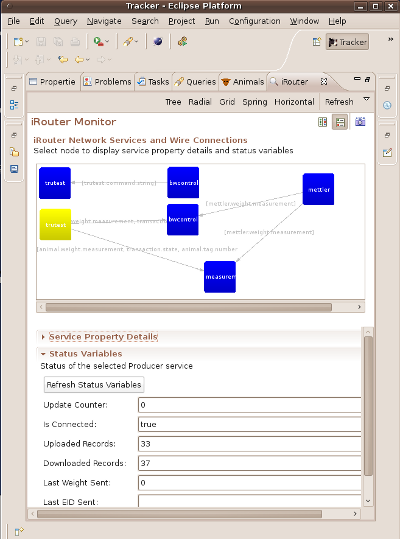 Tracker - Eclipse Platform
File Edit Query Navigate Search Project Run Configuration Window Help
Tracker
Propertie Problems Tasks Queries Animals iRouter
Tree Radial Grid Spring Horizontal Refresh
iRouter Monitor
iRouter Network Services and Wire Connections
Select node to display service property details and status variables
trutest [trutest.command.string] bwcontrol
mettler
[mettler.weight.measurement]
trutest bwcontrol
[mettler.weight.measurement]
[animal.weight.measurement, transaction.stats, animal.tag.number
measurem
Service Property Details
Status Variables
Status of the selected Producer service
Refresh Status Variables
Update Counter: 0
Is Connected: true
Uploaded Records: 33
Downloaded Records: 37
Last Weight Sent: 0
Last EID Sent: